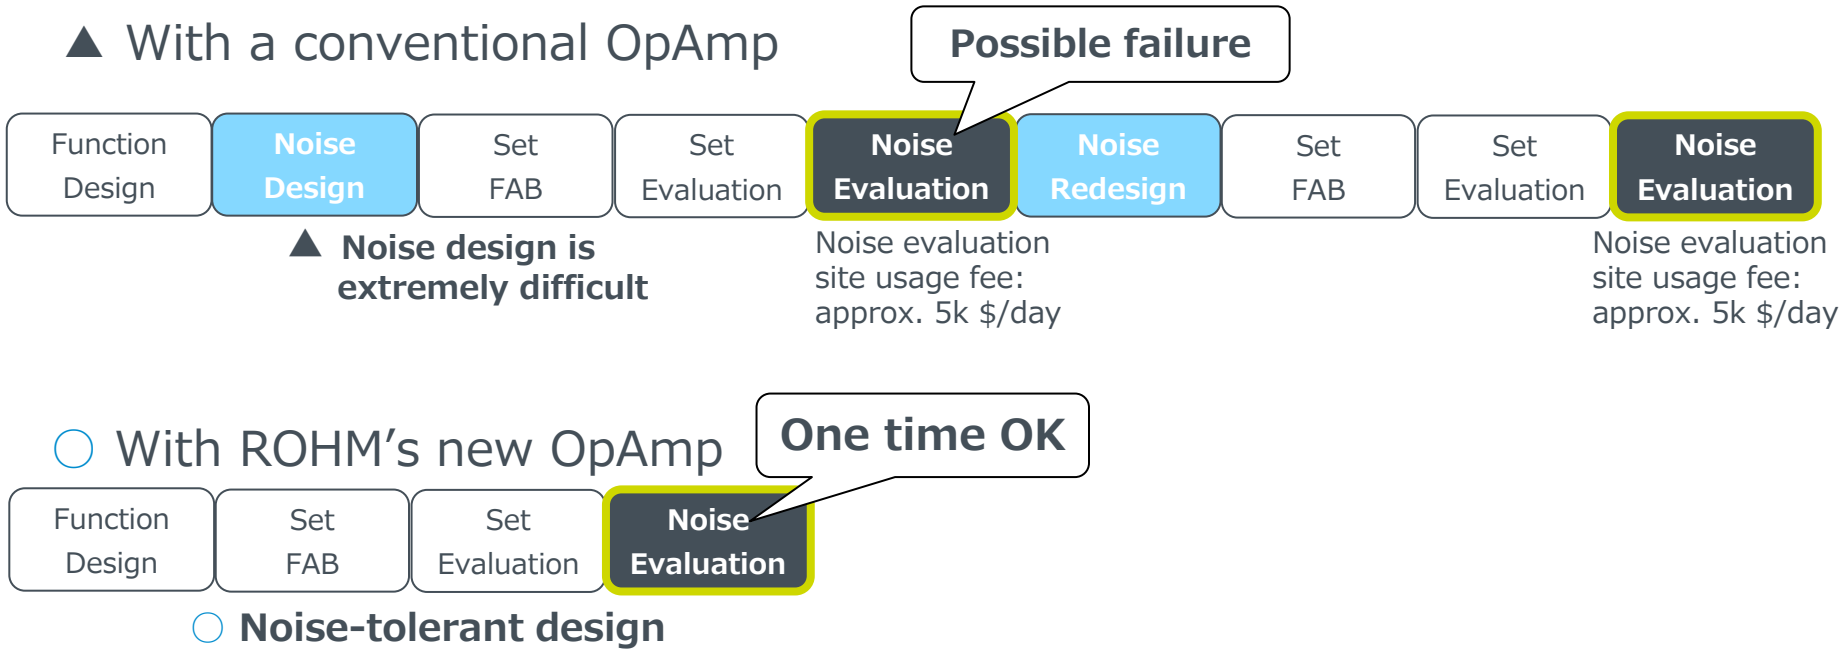 ▲ With a conventional OpAmp
Possible failure
Function
Design
Noise
Design
Set
FAB
Set
Evaluation
Noise
Evaluation
Noise
Redesign
Set
FAB
Set
Evaluation
Noise
Evaluation
▲ Noise design is
extremely difficult
Noise evaluation
site usage fee:
approx. 5k $/day
Noise evaluation
site usage fee:
approx. 5k $/day
○ With ROHM’s new OpAmp
One time OK
Function
Design
Set
FAB
Set
Evaluation
Noise
Evaluation
○ Noise-tolerant design